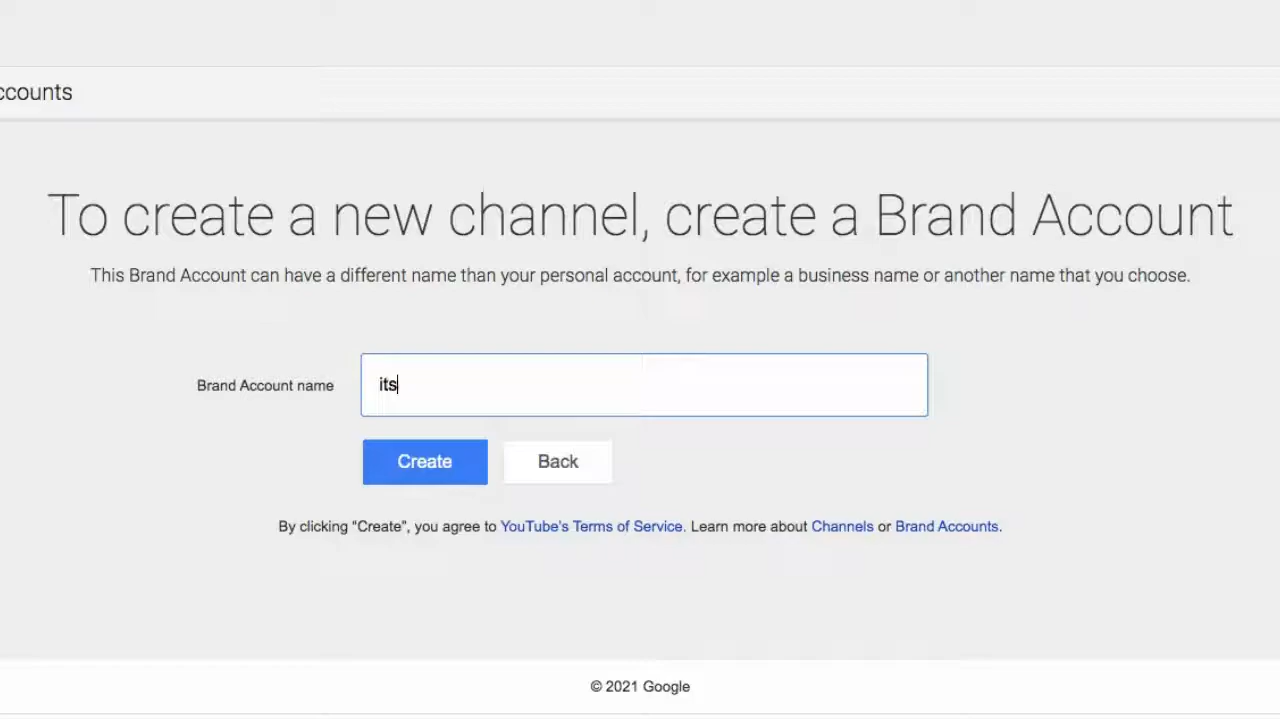 ccounts
To create a new channel, create a Brand Account
This Brand Account can have a different name than your personal account, for example a business name or another name that you choose.
Brand Account name
its
Create Back
By clicking "Create", you agree to YouTube's Terms of Service. Learn more about Channels or Brand Accounts.
© 2021 Google